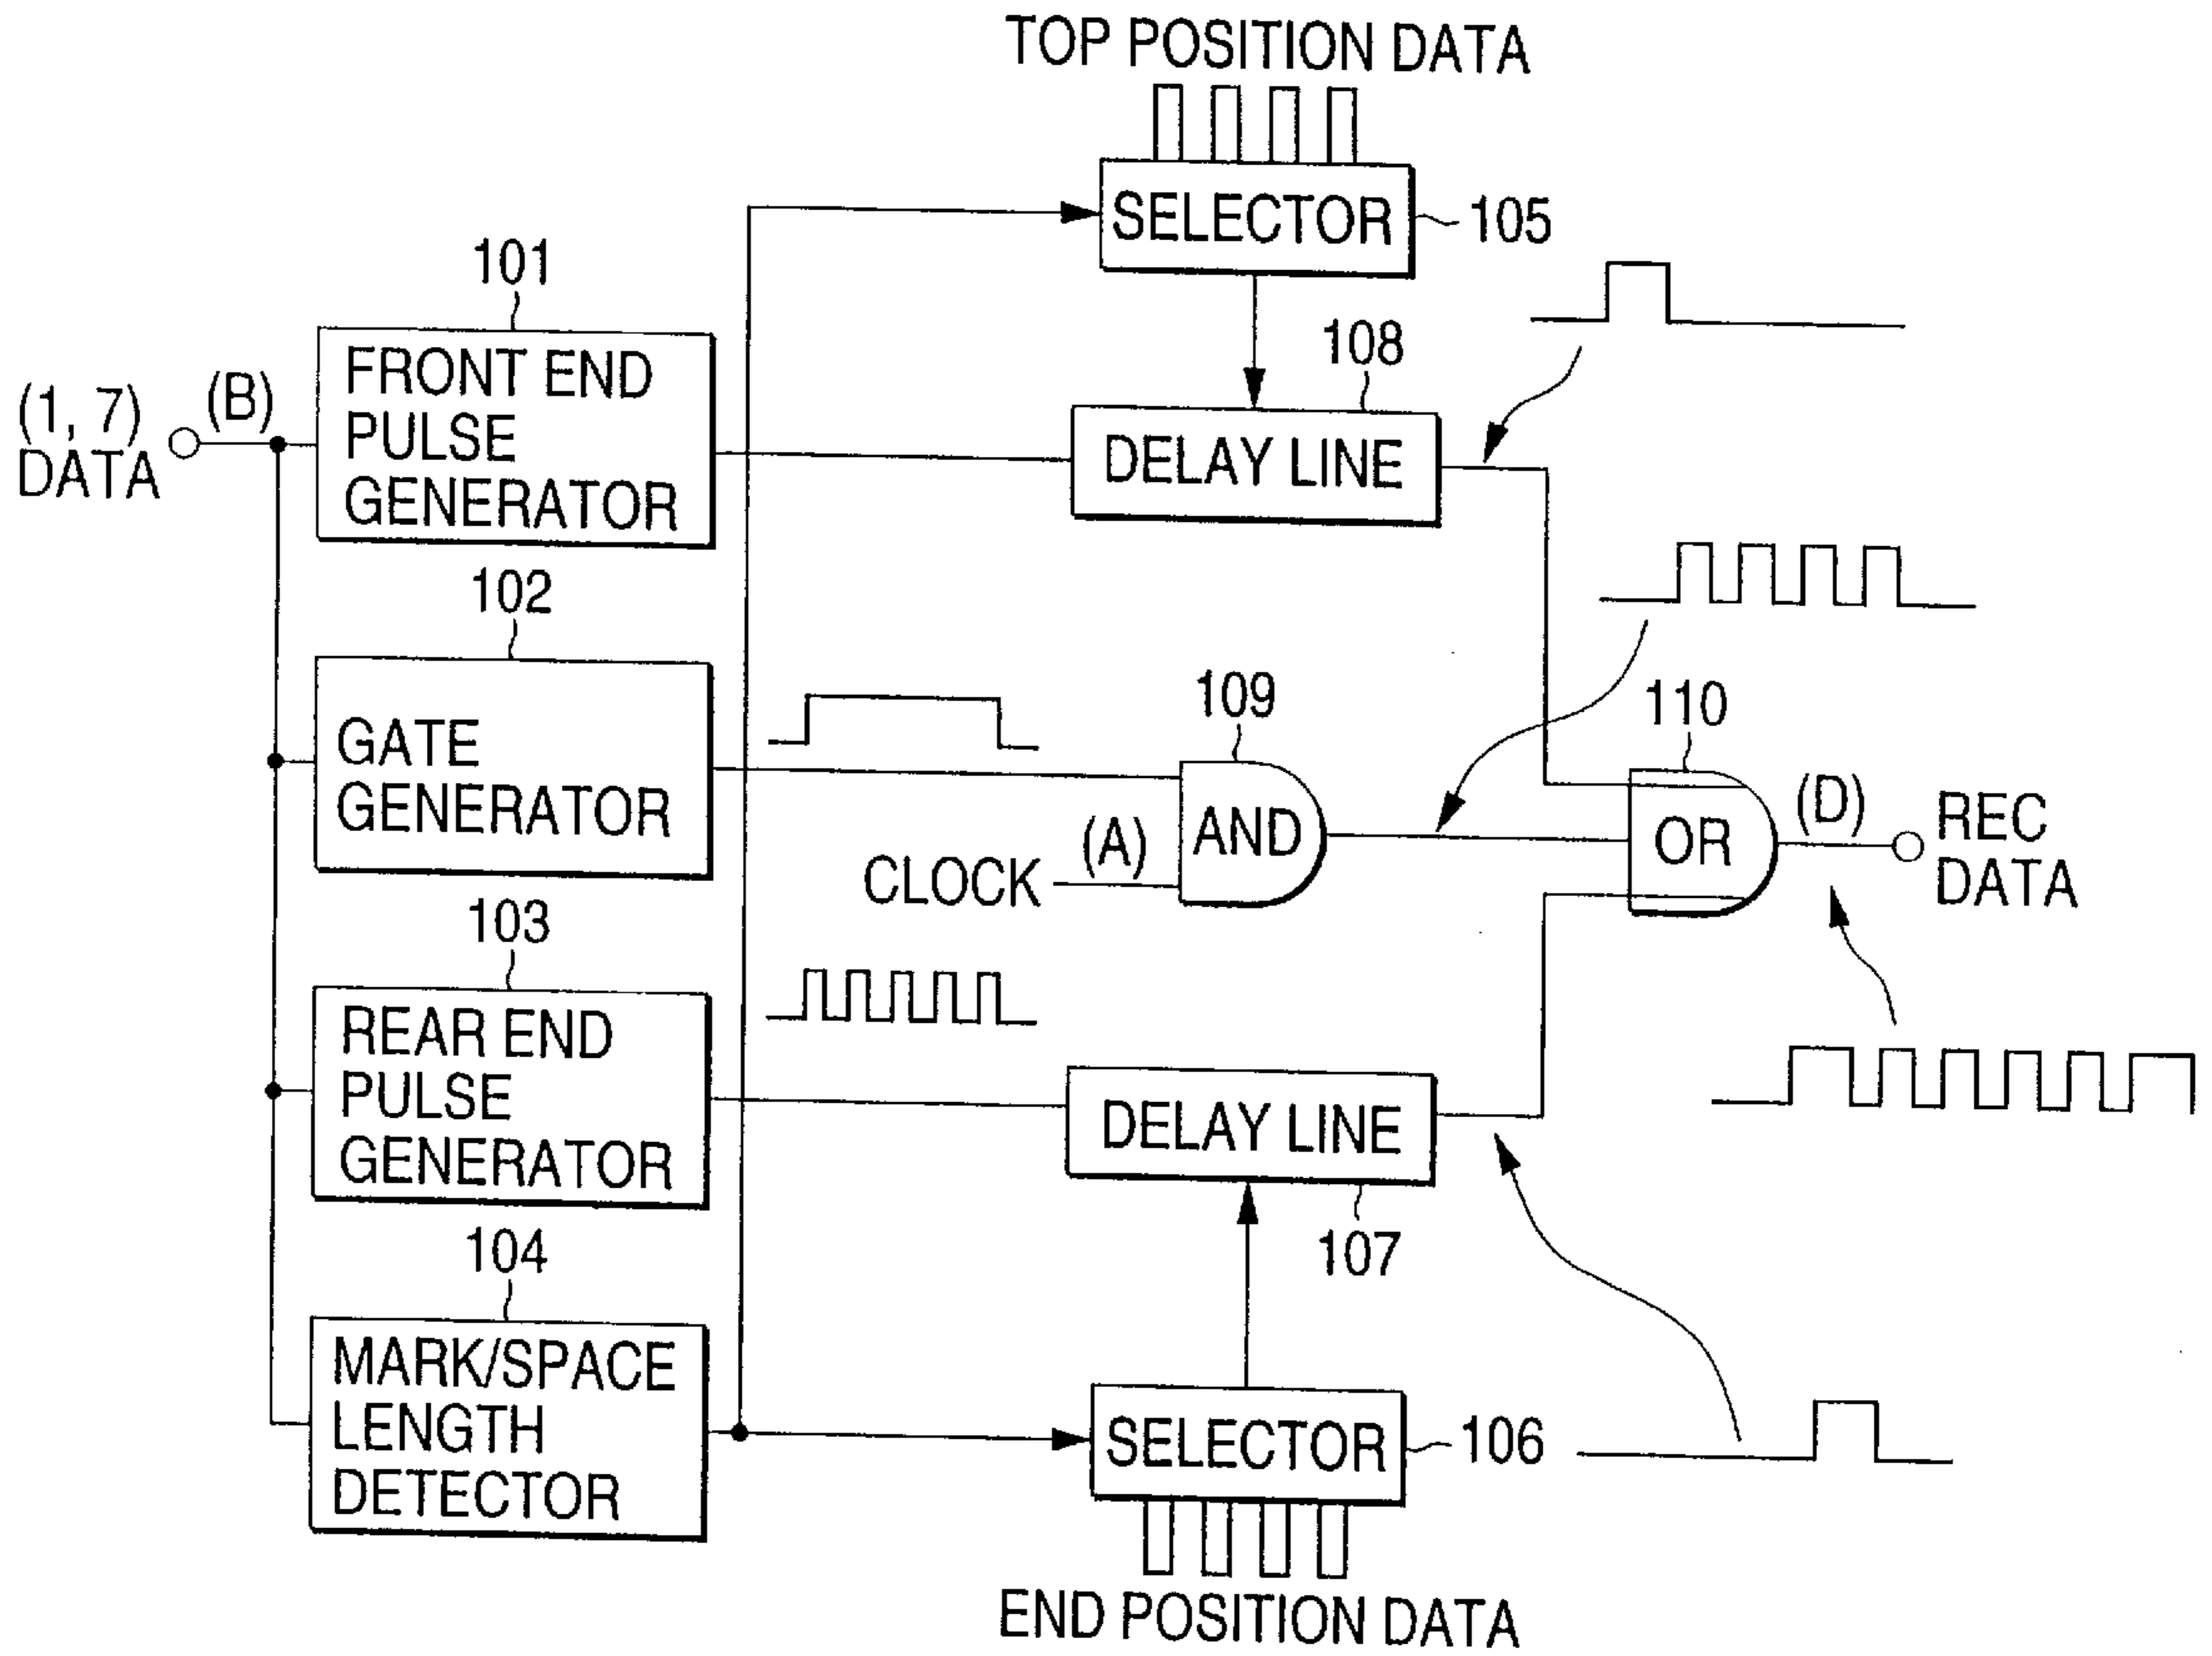 TOP POSITION DATA
SELECTOR
105
101
FRONT END
PULSE
GENERATOR
108
DELAY LINE
(1, 7)
DATA
(B)
102
GATE
GENERATOR
109
AND
(A)
CLOCK
110
OR
(D)
REC
DATA
103
REAR END
PULSE
GENERATOR
DELAY LINE
107
104
MARK/SPACE
LENGTH
DETECTOR
SELECTOR
106
END POSITION DATA